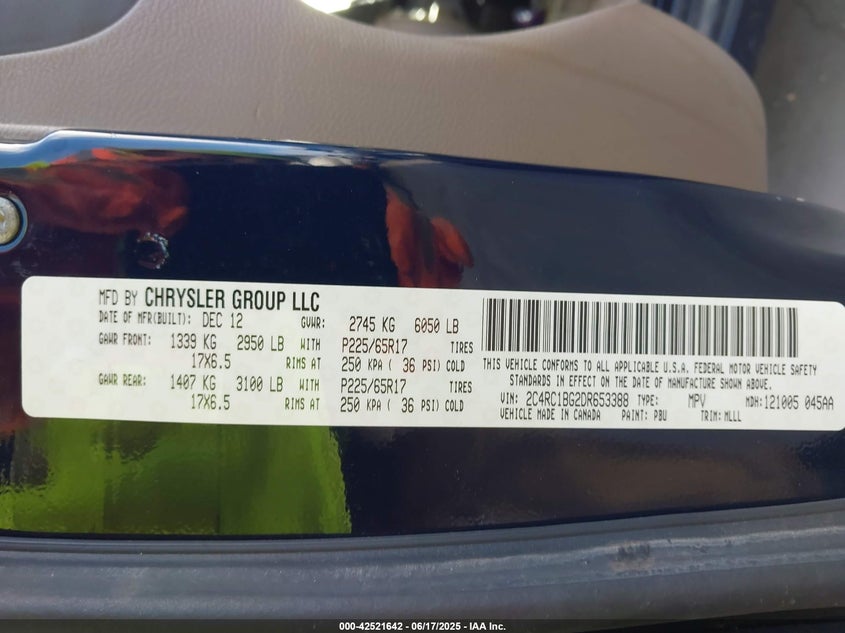 MFD BY CHRYSLER GROUP LLC
DATE OF MFR(BUILT): DEC 12 GVWR: 2745 KG 6050 LB
GAWR FRONT: 1339 KG 2950 LB WITH P225/65R17 TIRES
17X6.5 RIMS AT 250 KPA ( 36 PSI) COLD
GAWR REAR: 1407 KG 3100 LB WITH P225/65R17 TIRES
17X6.5 RIMS AT 250 KPA ( 36 PSI) COLD
THIS VEHICLE CONFORMS TO ALL APPLICABLE U.S.A. FEDERAL MOTOR VEHICLE SAFETY
STANDARDS IN EFFECT ON THE DATE OF MANUFACTURE SHOWN ABOVE.
VIN: 2C4RC1BG2DR653388 TYPE: MPV MDH: 121005 045AA
VEHICLE MADE IN CANADA PAINT: PBU TRIM: MLLL
000-42521642 - 06/17/2025 - IAA Inc.